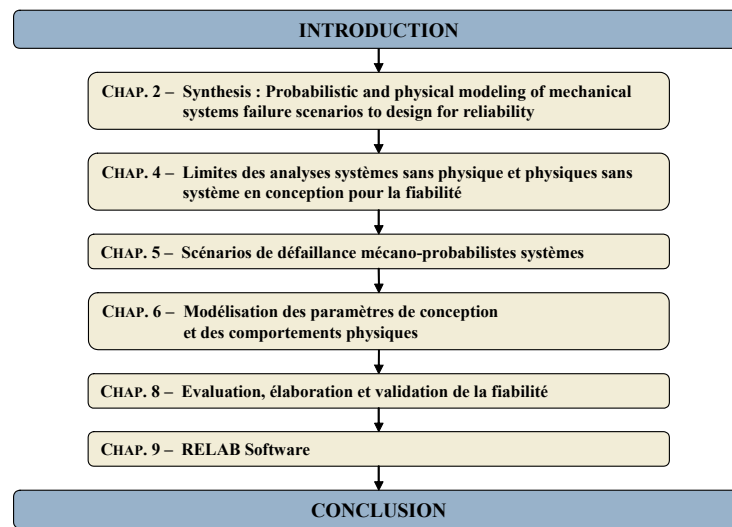 INTRODUCTION
CHAP. 2 – Synthesis : Probabilistic and physical modeling of mechanical
systems failure scenarios to design for reliability
CHAP. 4 – Limites des analyses systèmes sans physique et physiques sans
système en conception pour la fiabilité
CHAP. 5 – Scénarios de défaillance mécano-probabilistes systèmes
CHAP. 6 – Modélisation des paramètres de conception
et des comportements physiques
CHAP. 8 – Evaluation, élaboration et validation de la fiabilité
CHAP. 9 – RELAB Software
CONCLUSION